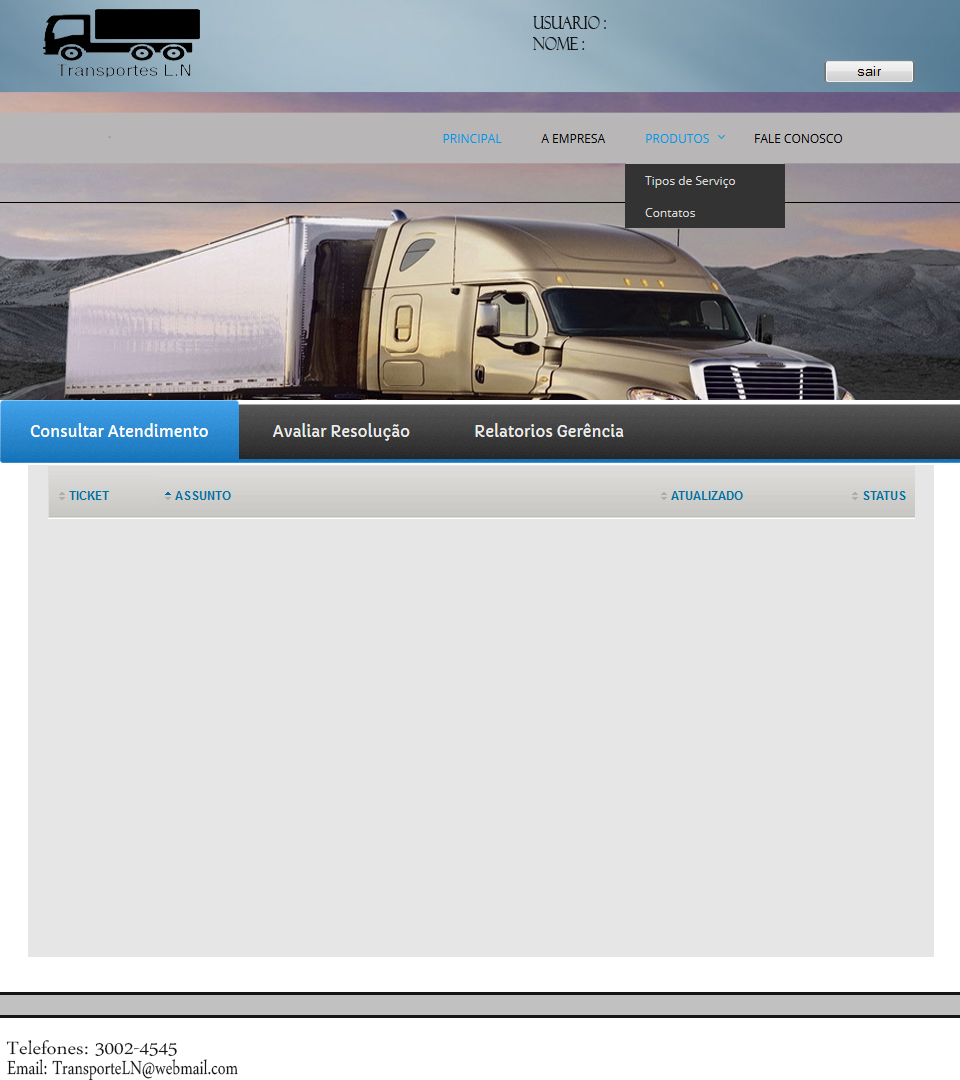 Transportes L.N
USUARIO :
NOME :
sair
PRINCIPAL A EMPRESA PRODUTOS FALE CONOSCO
Tipos de Serviço
Contatos
Consultar Atendimento Avaliar Resolução Relatorios Gerência
TICKET ASSUNTO ATUALIZADO STATUS
Telefones: 3002-4545
Email: TransporteLN@webmail.com